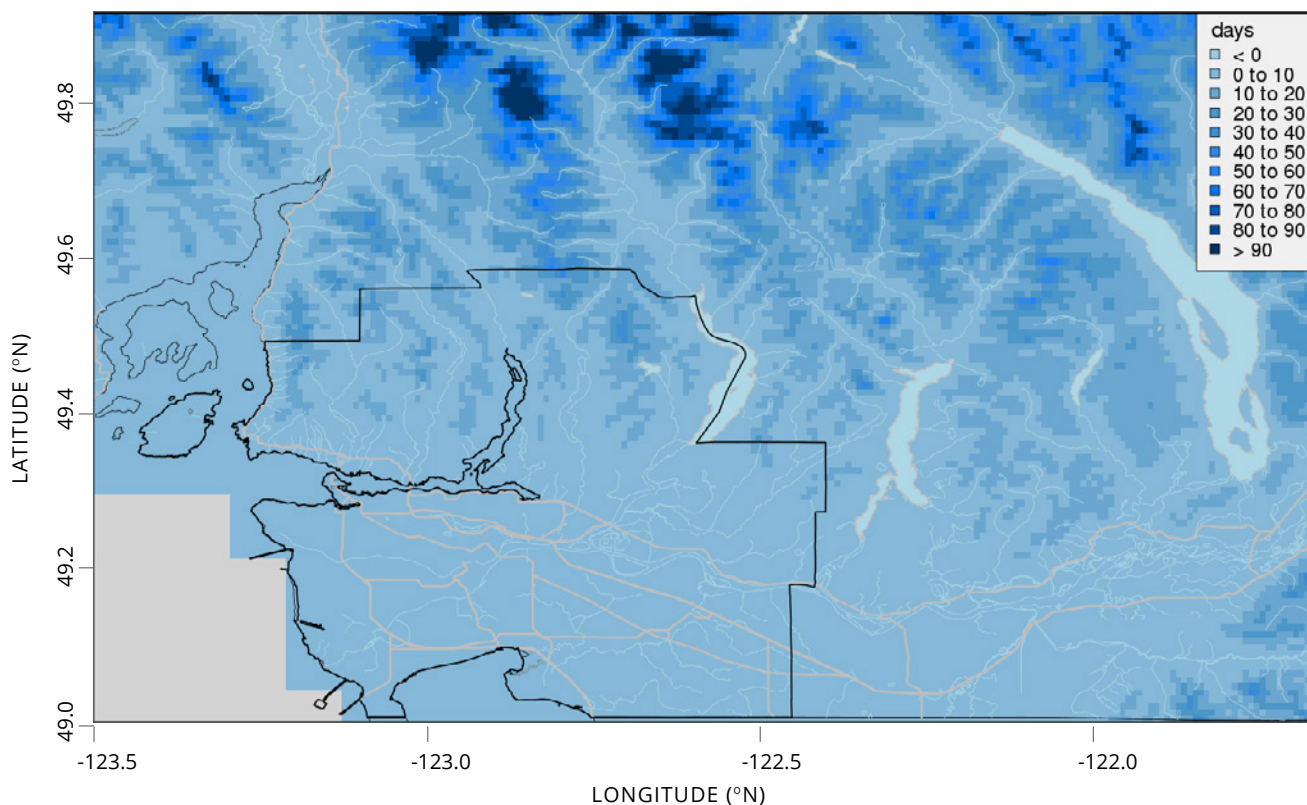 days
< 0
0 to 10
10 to 20
20 to 30
30 to 40
40 to 50
50 to 60
60 to 70
70 to 80
80 to 90
> 90
LATITUDE (°N)
49.8
49.6
49.4
49.2
49.0
-123.5
-123.0
-122.5
-122.0
LONGITUDE (°N)